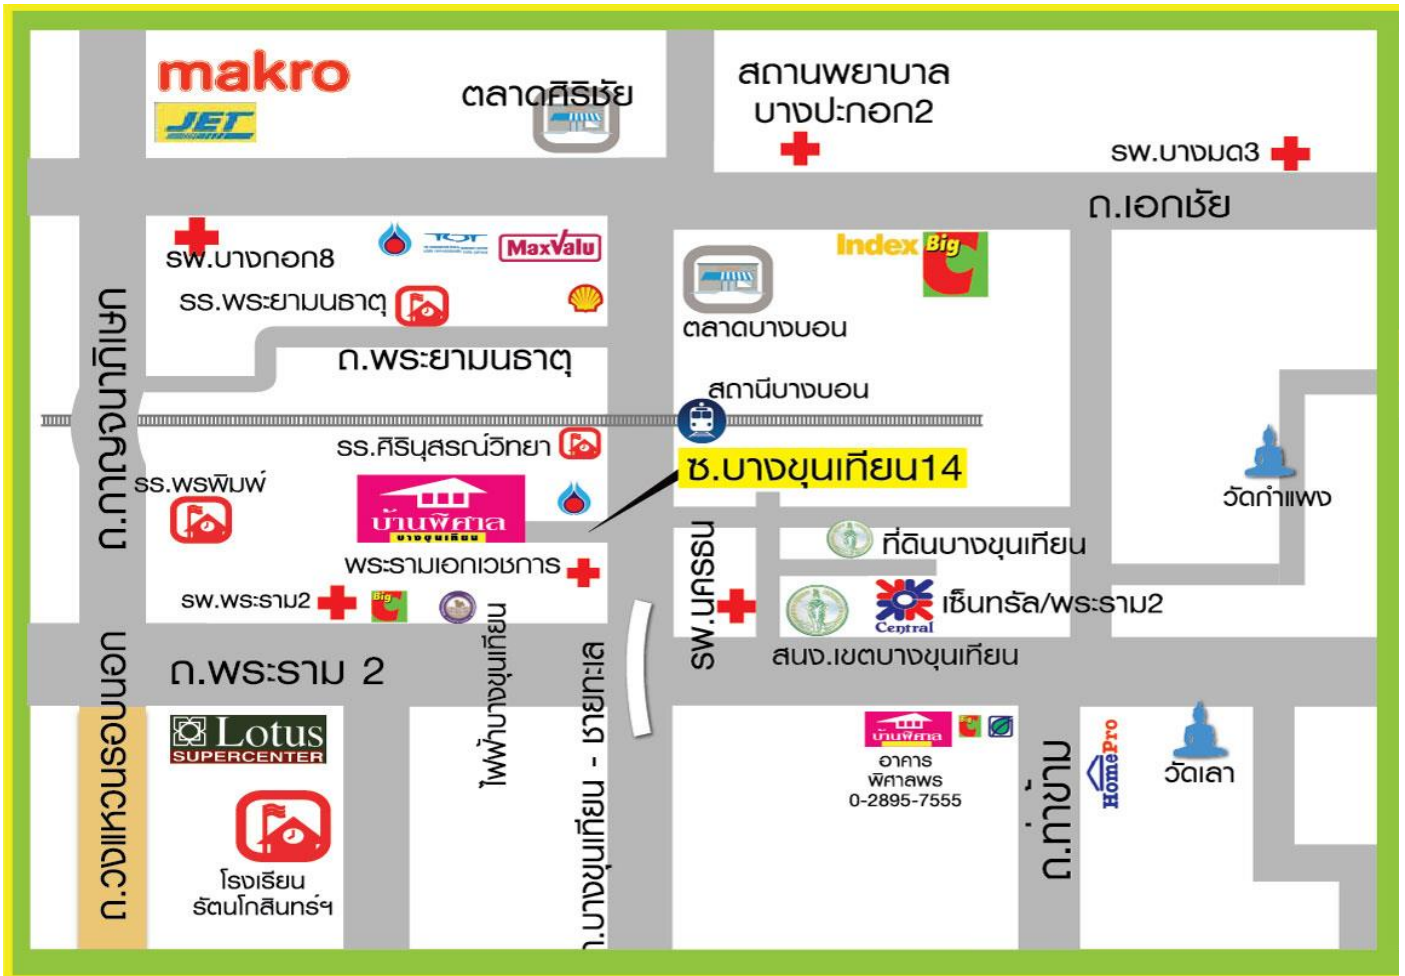 makro
JET
ตลาดศิริชัย
สถานพยาบาล
บางปะกอก2
รพ.บางมด3
ถ.เอกชัย
รพ.บางกอก8
TOT
MaxValu
Index
Big
C
รร.พระยามนธาตุ
ถ.พระยามนธาตุ
ตลาดบางบอน
สถานีบางบอน
ถ.กาญจนาภิเษก
รร.ศิรินุสรณ์วิทยา
ซ.บางขุนเทียน14
รร.พรพิมพ์
บ้านพิศาล
บางขุนเทียน
วัดกำแพง
ที่ดินบางขุนเทียน
พระรามเอกเวชการ
รพ.นครธน
รพ.พระราม2
Big
เซ็นทรัล/พระราม2
Central
สนง.เขตบางขุนเทียน
ถ.พระราม 2
ไฟฟ้าบางขุนเทียน
ถ.บางขุนเทียน - ชายทะเล
Lotus
SUPERCENTER
บ้านพิศาล
อาคาร
พิศาลพร
0-2895-7555
ถ.ท่าข้าม
HomePro
วัดเลา
โรงเรียน
รัตนโกสินทร์ฯ